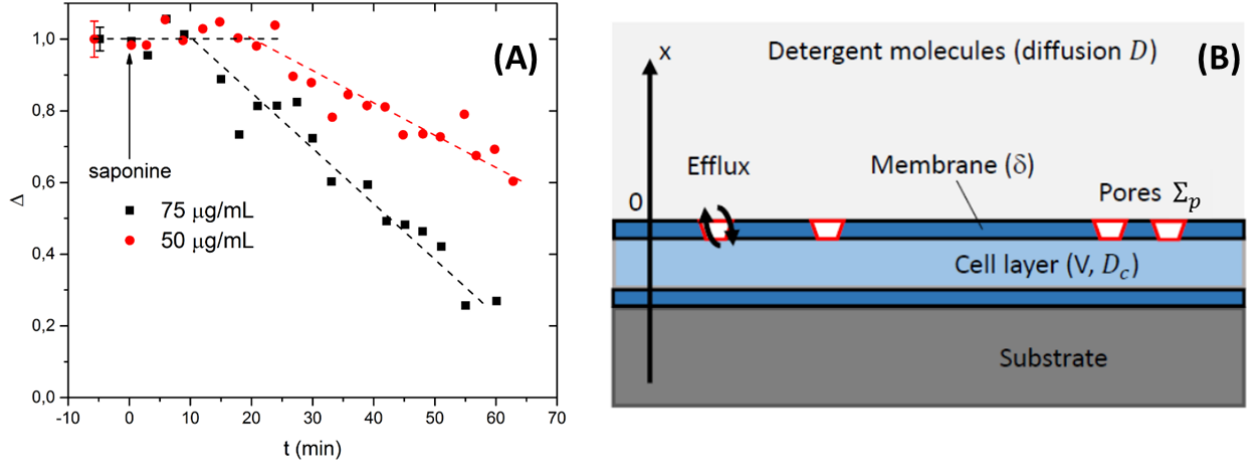 (A)
1,0
0,8
0,6
0,4
0,2
0,0
Δ
saponine
75 μg/mL
50 μg/mL
-10 0 10 20 30 40 50 60 70
t (min)
(B)
x
Detergent molecules (diffusion D)
Efflux
Membrane (δ)
0
Pores Σp
Cell layer (V, Dc)
Substrate